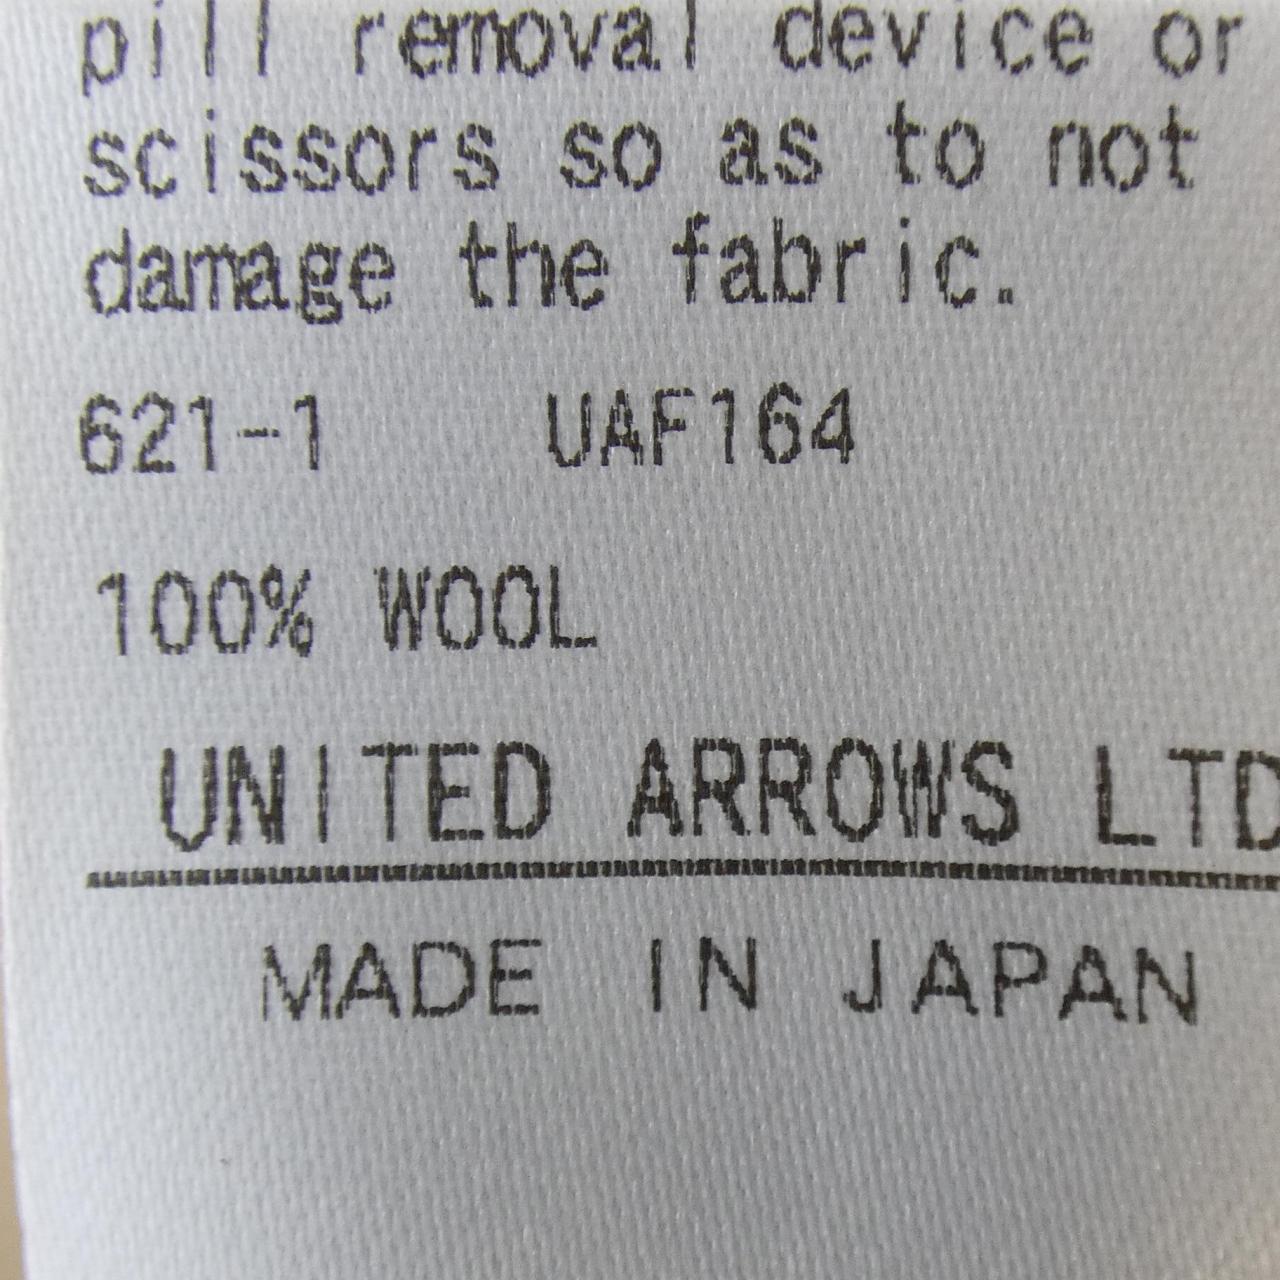 pill removal device or
scissors so as to not
damage the fabric.
621-1 UAF164
100% WOOL
UNITED ARROWS LTD
MADE IN JAPAN